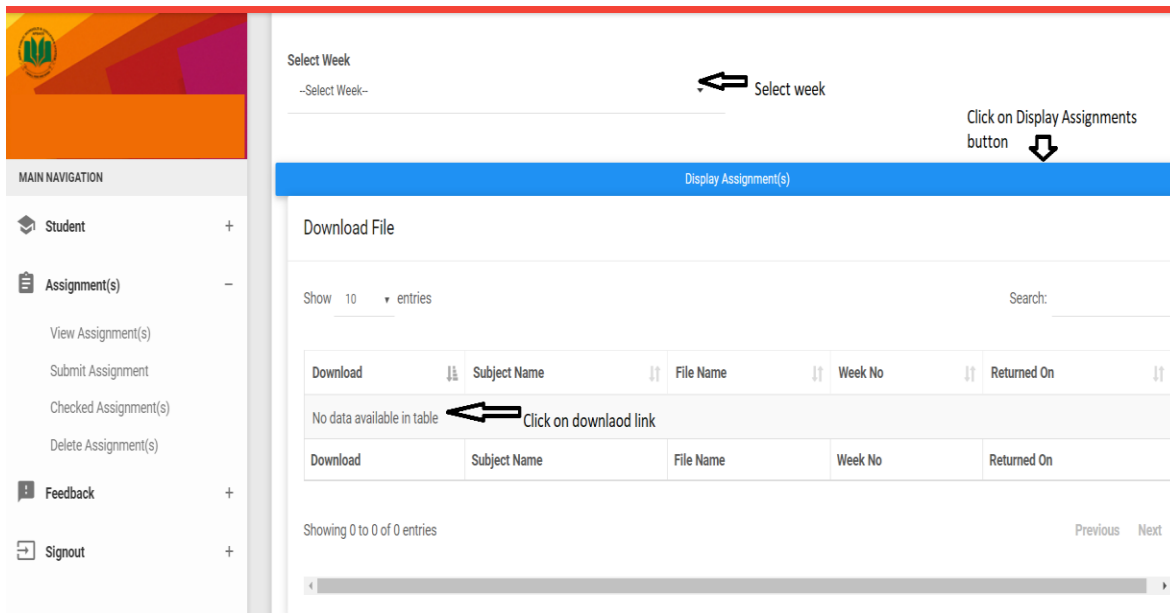 Select Week
--Select Week--
Select week
Click on Display Assignments
button
MAIN NAVIGATION
Display Assignment(s)
Student +
Download File
Assignment(s) −
Show 10 entries
Search:
View Assignment(s)
Submit Assignment
Checked Assignment(s)
Delete Assignment(s)
Download Subject Name File Name Week No Returned On
No data available in table
Click on downlaod link
Download Subject Name File Name Week No Returned On
Feedback +
Showing 0 to 0 of 0 entries
Previous Next
Signout +